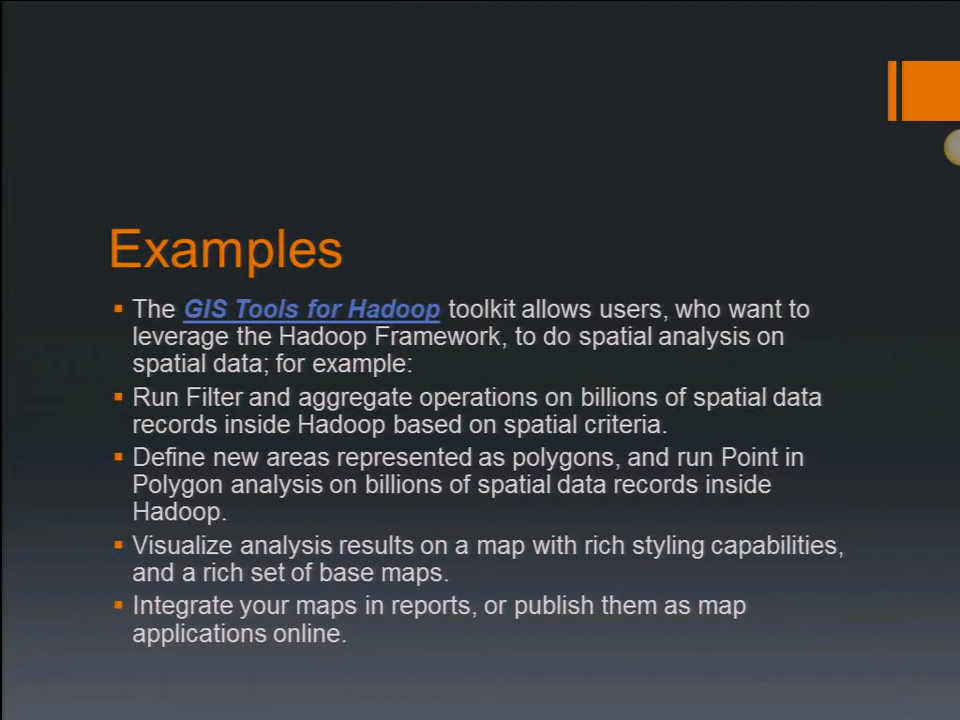 Examples
The GIS Tools for Hadoop toolkit allows users, who want to
leverage the Hadoop Framework, to do spatial analysis on
spatial data; for example:
Run Filter and aggregate operations on billions of spatial data
records inside Hadoop based on spatial criteria.
Define new areas represented as polygons, and run Point in
Polygon analysis on billions of spatial data records inside
Hadoop.
Visualize analysis results on a map with rich styling capabilities,
and a rich set of base maps.
Integrate your maps in reports, or publish them as map
applications online.